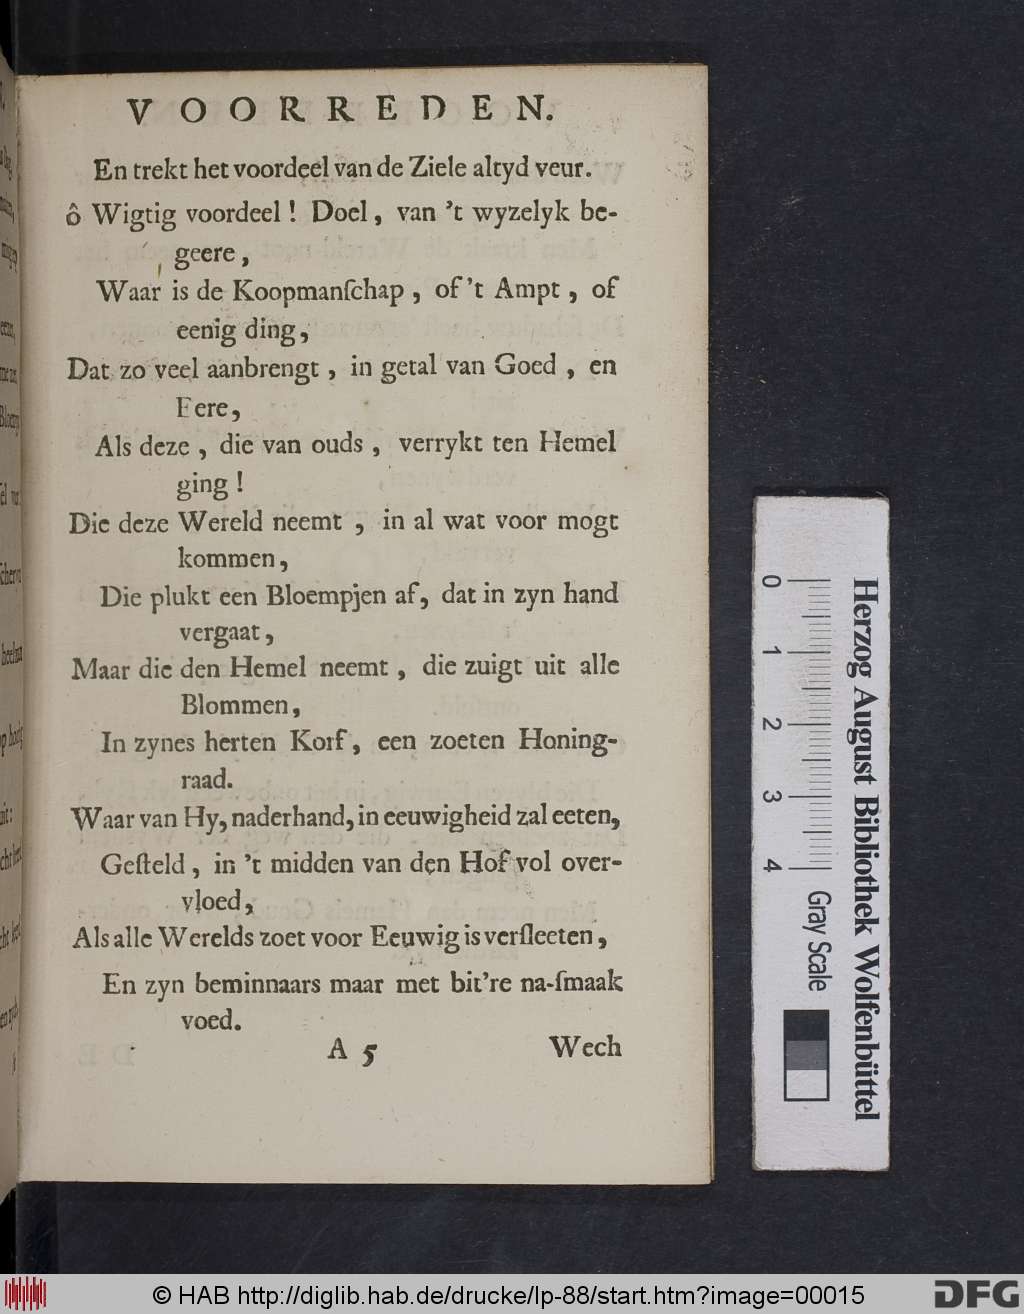 VOORREDEN.
En trekt het voordeel van de Ziele altyd veur.
ô Wigtig voordeel! Doel, van 't wyzelyk be-
geere,
Waar is de Koopmanſchap, of 't Ampt, of
eenig ding,
Dat zo veel aanbrengt, in getal van Goed, en
Eere,
Als deze, die van ouds, verrykt ten Hemel
ging!
Die deze Wereld neemt, in al wat voor mogt
kommen,
Die plukt een Bloempjen af, dat in zyn hand
vergaat,
Maar die den Hemel neemt, die zuigt uit alle
Blommen,
In zynes herten Korf, een zoeten Honing-
raad.
Waar van Hy, naderhand, in eeuwigheid zal eeten,
Geſteld, in 't midden van den Hof vol over-
vloed,
Als alle Werelds zoet voor Eeuwig is verſleeten,
En zyn beminnaars maar met bit're na-ſmaak
voed.
A 5 Wech
Herzog August Bibliothek Wolfenbüttel
0 1 2 3 4
Gray Scale
© HAB http://diglib.hab.de/drucke/lp-88/start.htm?image=00015
DFG